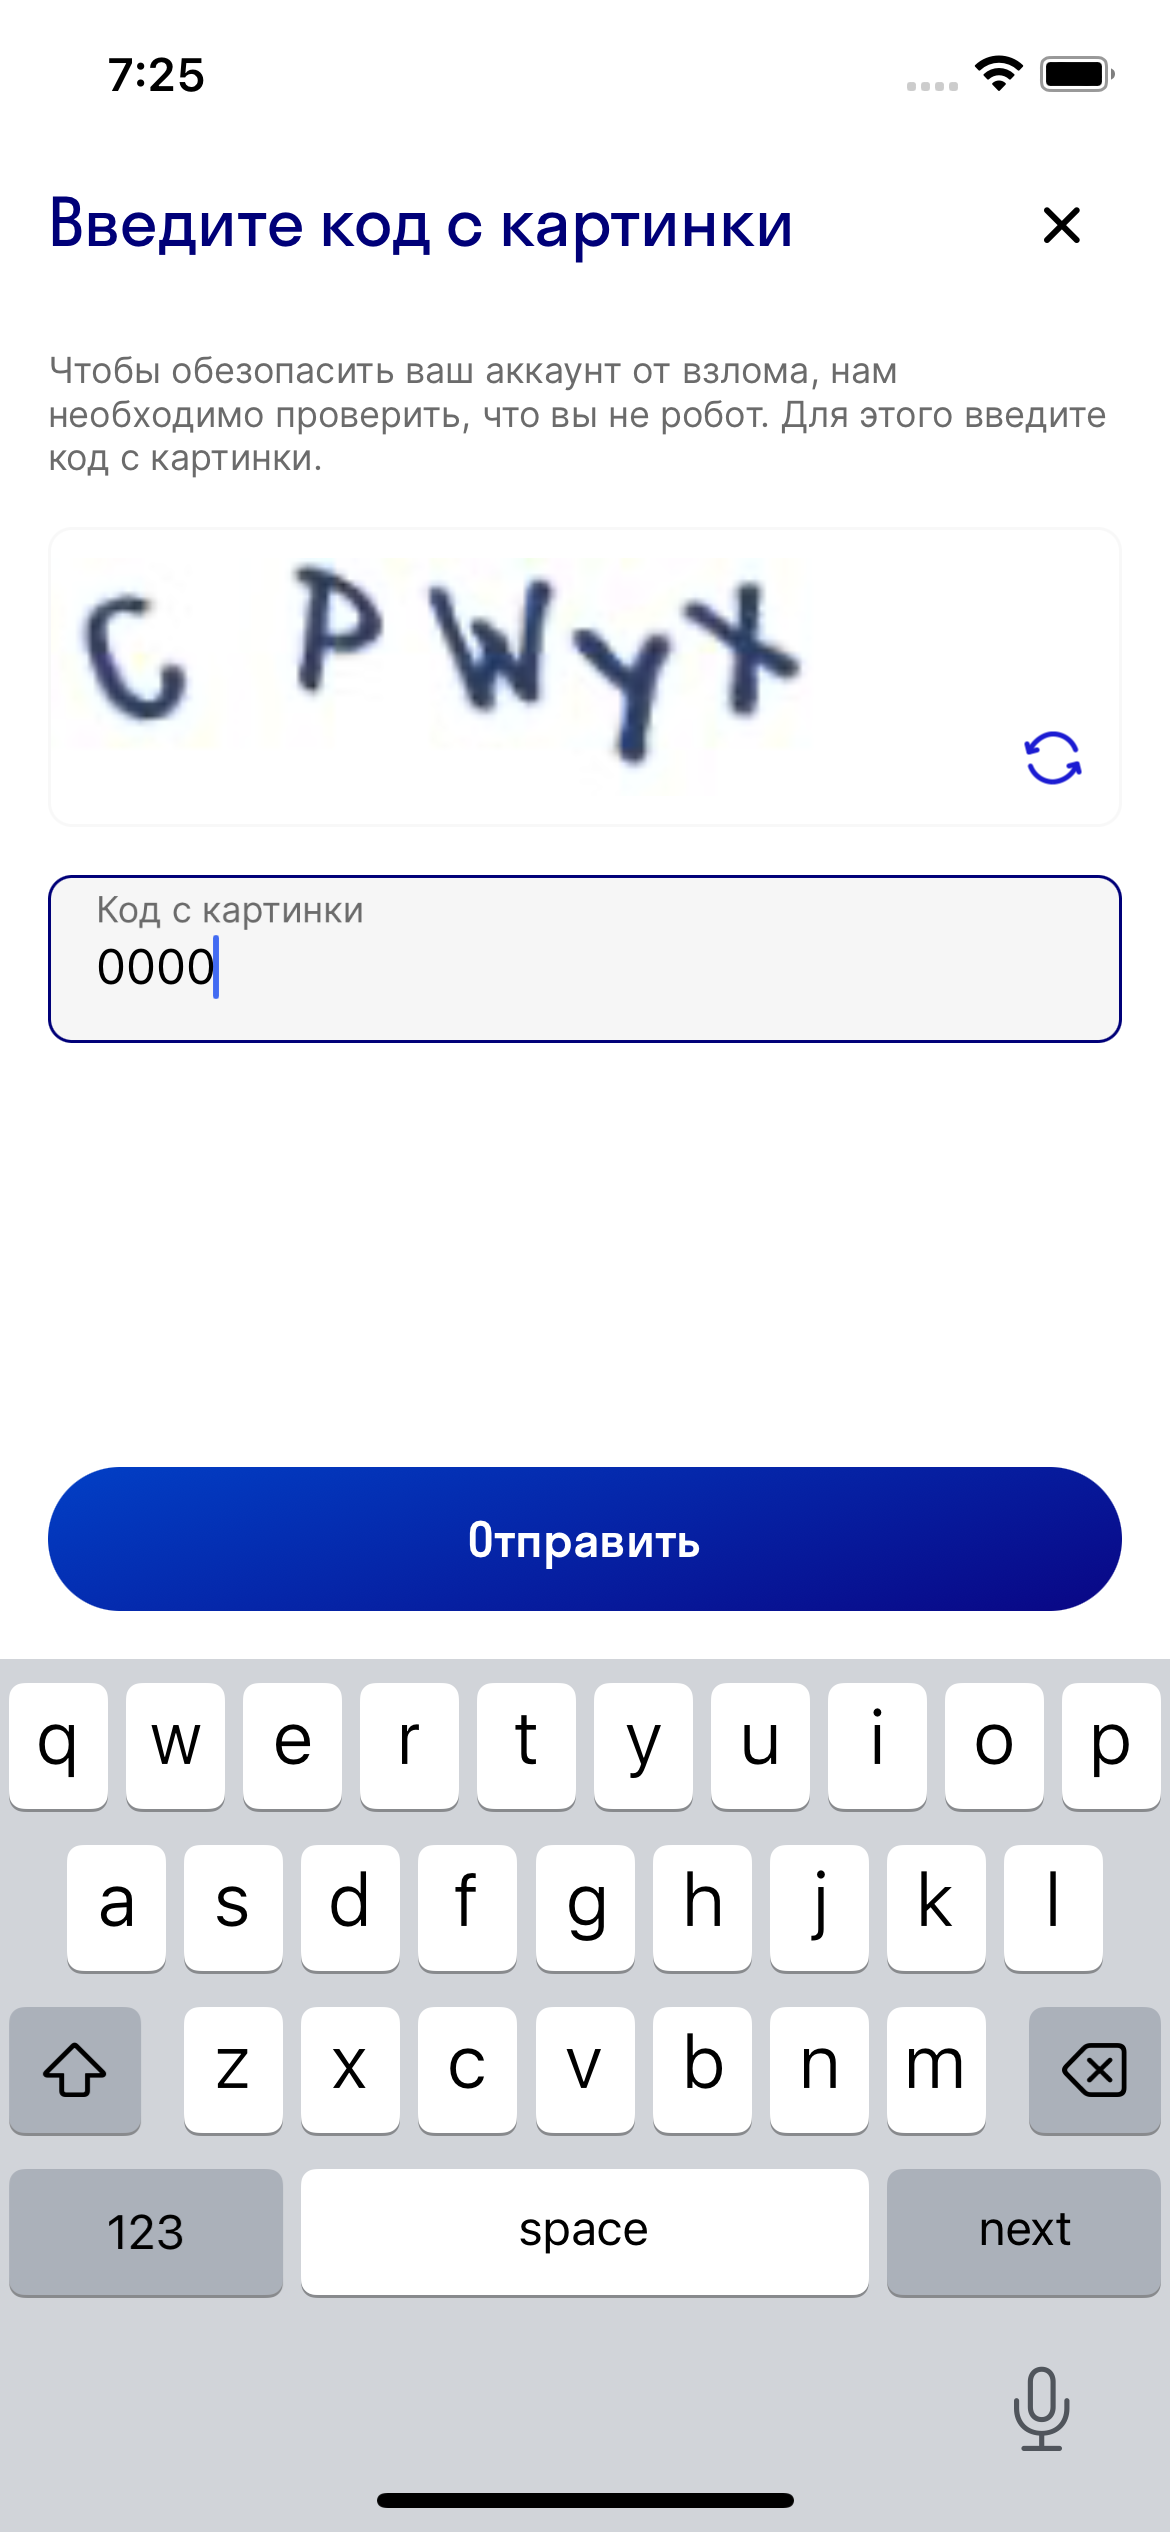 7:25
Введите код с картинки
Чтобы обезопасить ваш аккаунт от взлома, нам
необходимо проверить, что вы не робот. Для этого введите
код с картинки.
C P W Y X
Код с картинки
0000
Отправить
q w e r t y u i o p
a s d f g h j k l
z x c v b n m
123 space next